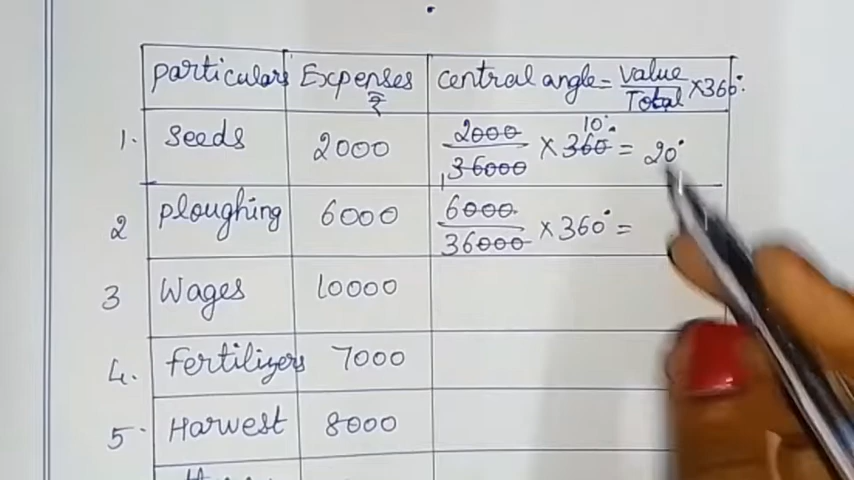 Particulars Expenses ₹ Central angle = Value/Total × 360°
1. Seeds 2000 2000/36000 × 360° 10 1 = 20°
2 Ploughing 6000 6000/36000 × 360° =
3 Wages 10000
4. Fertilizers 7000
5. Harvest 8000